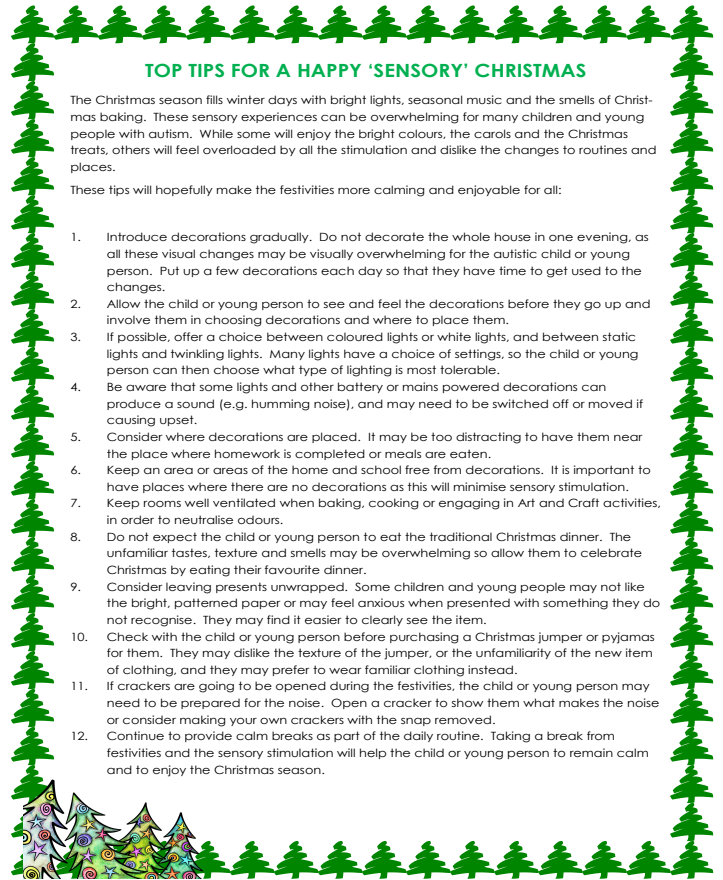 TOP TIPS FOR A HAPPY ‘SENSORY’ CHRISTMAS
The Christmas season fills winter days with bright lights, seasonal music and the smells of Christ-
mas baking.  These sensory experiences can be overwhelming for many children and young
people with autism.  While some will enjoy the bright colours, the carols and the Christmas
treats, others will feel overloaded by all the stimulation and dislike the changes to routines and
places.
These tips will hopefully make the festivities more calming and enjoyable for all:
1. Introduce decorations gradually.  Do not decorate the whole house in one evening, as
all these visual changes may be visually overwhelming for the autistic child or young
person.  Put up a few decorations each day so that they have time to get used to the
changes.
2. Allow the child or young person to see and feel the decorations before they go up and
involve them in choosing decorations and where to place them.
3. If possible, offer a choice between coloured lights or white lights, and between static
lights and twinkling lights.  Many lights have a choice of settings, so the child or young
person can then choose what type of lighting is most tolerable.
4. Be aware that some lights and other battery or mains powered decorations can
produce a sound (e.g. humming noise), and may need to be switched off or moved if
causing upset.
5. Consider where decorations are placed.  It may be too distracting to have them near
the place where homework is completed or meals are eaten.
6. Keep an area or areas of the home and school free from decorations.  It is important to
have places where there are no decorations as this will minimise sensory stimulation.
7. Keep rooms well ventilated when baking, cooking or engaging in Art and Craft activities,
in order to neutralise odours.
8. Do not expect the child or young person to eat the traditional Christmas dinner.  The
unfamiliar tastes, texture and smells may be overwhelming so allow them to celebrate
Christmas by eating their favourite dinner.
9. Consider leaving presents unwrapped.  Some children and young people may not like
the bright, patterned paper or may feel anxious when presented with something they do
not recognise.  They may find it easier to clearly see the item.
10. Check with the child or young person before purchasing a Christmas jumper or pyjamas
for them.  They may dislike the texture of the jumper, or the unfamiliarity of the new item
of clothing, and they may prefer to wear familiar clothing instead.
11. If crackers are going to be opened during the festivities, the child or young person may
need to be prepared for the noise.  Open a cracker to show them what makes the noise
or consider making your own crackers with the snap removed.
12. Continue to provide calm breaks as part of the daily routine.  Taking a break from
festivities and the sensory stimulation will help the child or young person to remain calm
and to enjoy the Christmas season.